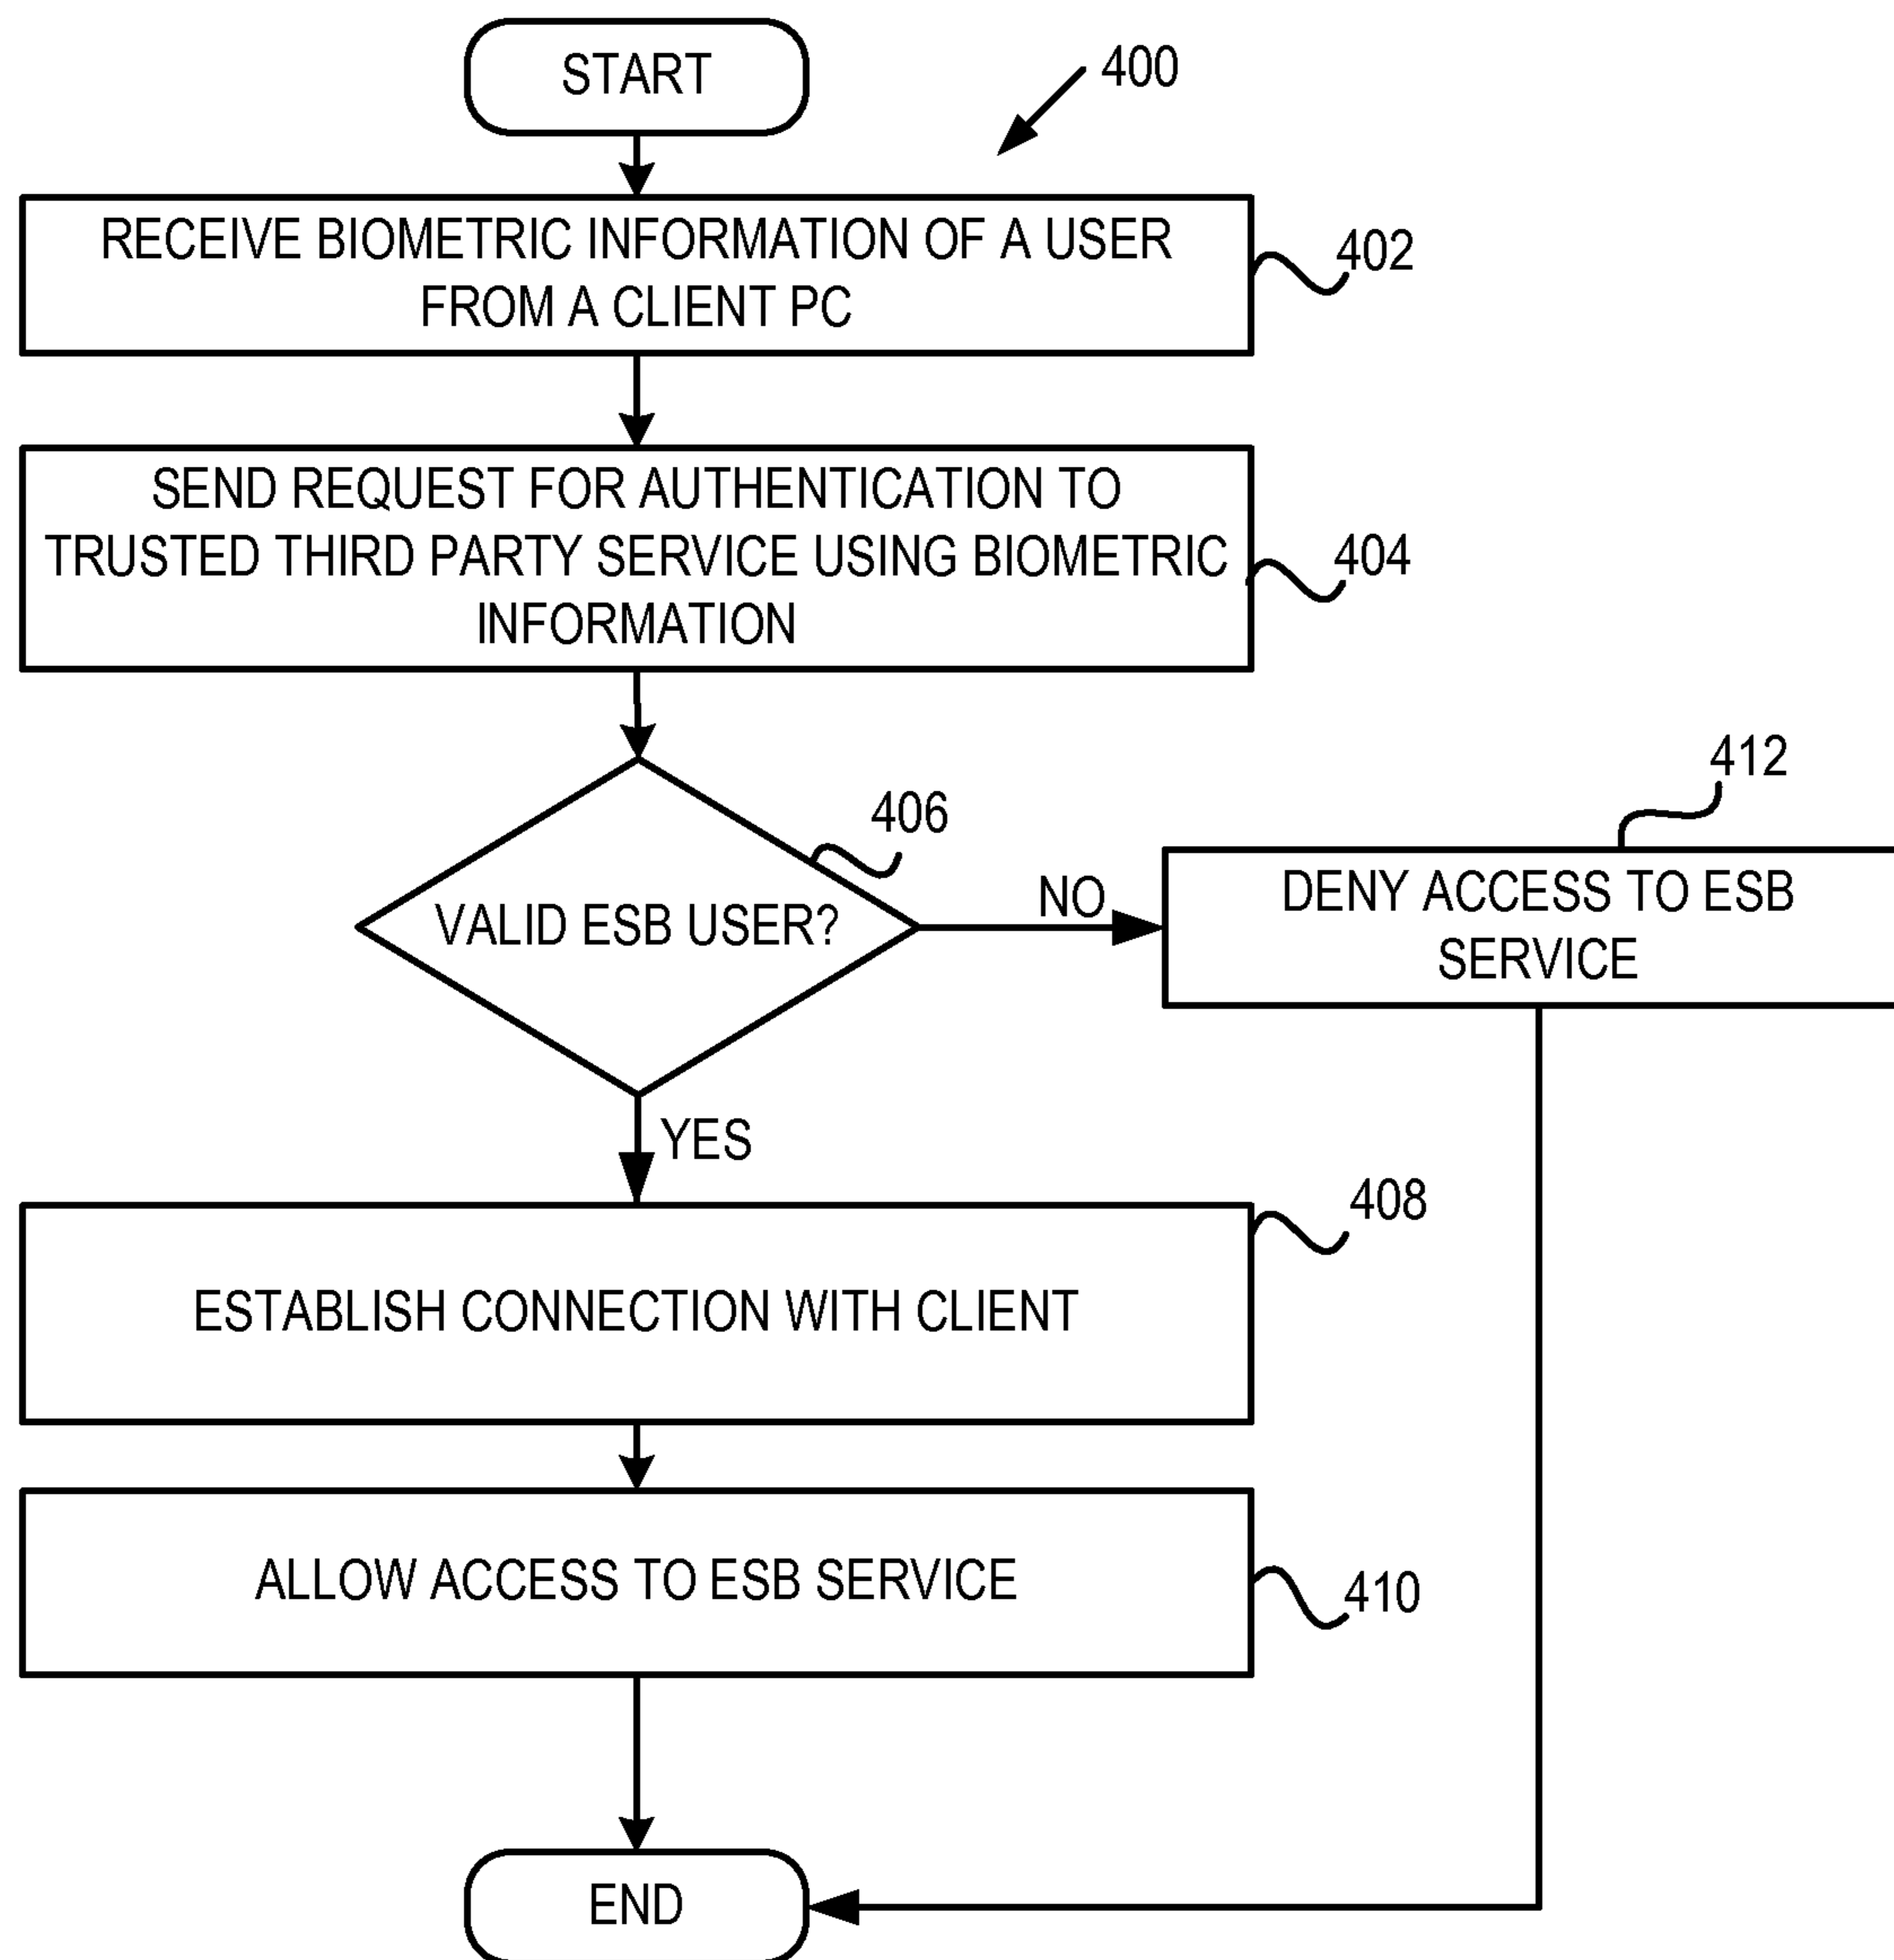 START
400
RECEIVE BIOMETRIC INFORMATION OF A USER
FROM A CLIENT PC
402
SEND REQUEST FOR AUTHENTICATION TO
TRUSTED THIRD PARTY SERVICE USING BIOMETRIC
INFORMATION
404
406
VALID ESB USER?
NO
412
DENY ACCESS TO ESB
SERVICE
YES
408
ESTABLISH CONNECTION WITH CLIENT
ALLOW ACCESS TO ESB SERVICE
410
END